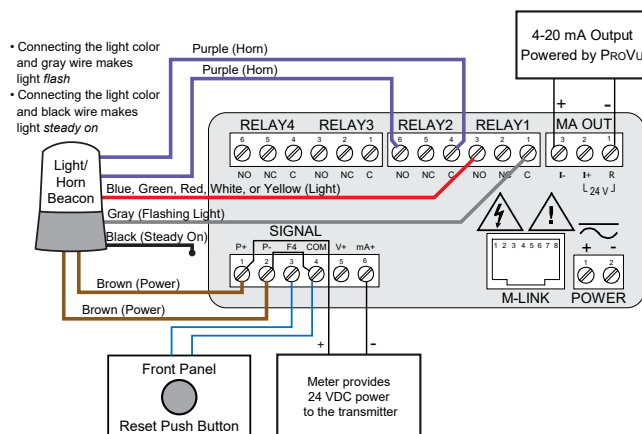 • Connecting the light color
and gray wire makes
light flash
• Connecting the light color
and black wire makes
light steady on
Purple (Horn)
Purple (Horn)
4-20 mA Output
Powered by PROVU
+ -
RELAY4 RELAY3 RELAY2 RELAY1 MA OUT
6 5 4 3 2 1 6 5 4 3 2 1 3 2 1
NO NC C NO NC C NO NC C NO NC C I- I+ R
24 V
Light/
Horn
Beacon
Blue, Green, Red, White, or Yellow (Light)
Gray (Flashing Light)
Black (Steady On)
SIGNAL
P+ P- F4 COM V+ mA+
1 2 3 4 5 6
1 2 3 4 5 6 7 8
M-LINK
+ -
1 2
POWER
Brown (Power)
Brown (Power)
+ -
Front Panel
Reset Push Button
Meter provides
24 VDC power
to the transmitter